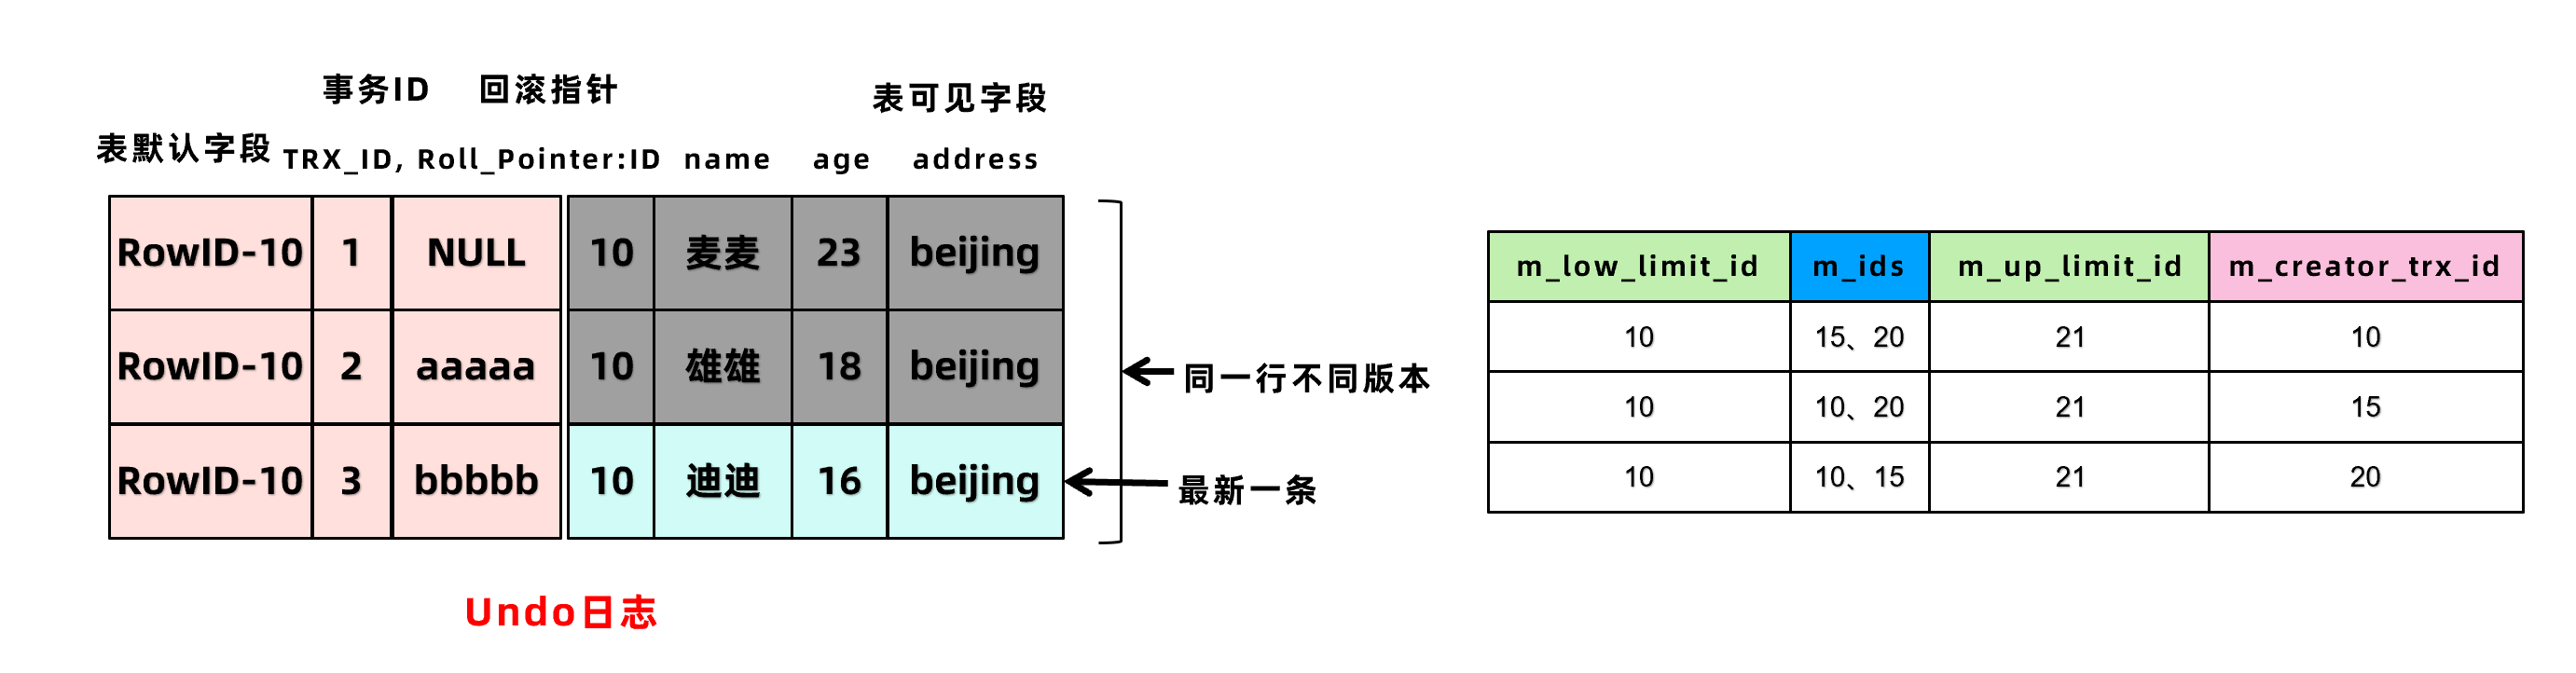 事务ID 回滚指针 表可见字段
表默认字段 TRX_ID, Roll_Pointer:ID name age address
RowID-10 1 NULL 10 麦麦 23 beijing
RowID-10 2 aaaaa 10 雄雄 18 beijing
RowID-10 3 bbbbb 10 迪迪 16 beijing
同一行不同版本
最新一条
Undo日志
m_low_limit_id m_ids m_up_limit_id m_creator_trx_id
10 15、20 21 10
10 10、20 21 15
10 10、15 21 20